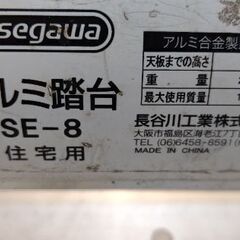 segawa
アルミ合金製
天板までの高さ
質 量
最大使用質量
ルミ踏台
SE-8
住宅用
長谷川工業株式
大阪市福島区海老江7丁
TEL (06)6458-8591
MADE IN CHINA